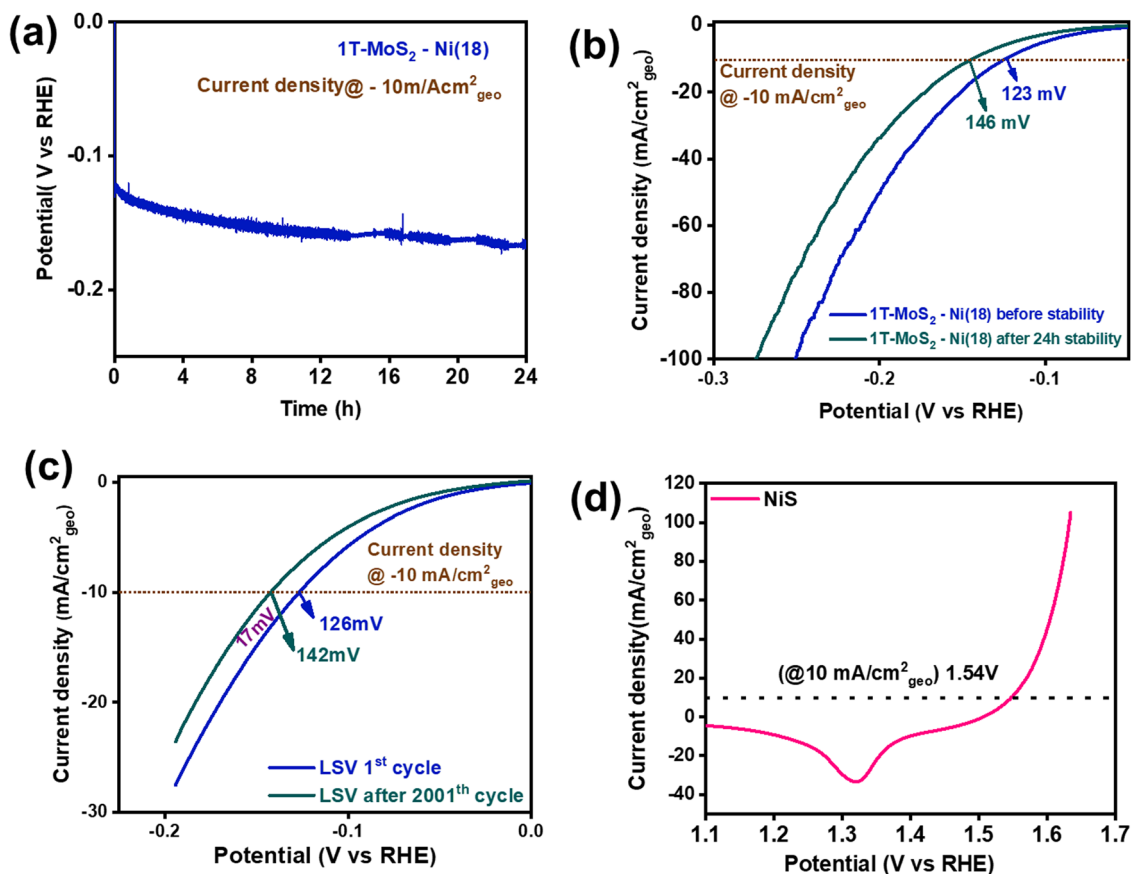 (a)
0.0
-0.1
-0.2
Potential( V vs RHE)
1T-MoS₂ - Ni(18)
Current density@ - 10m/Acm²geo
0 4 8 12 16 20 24
Time (h)
(b)
0
-20
-40
-60
-80
-100
Current density (mA/cm²geo)
Current density
@ -10 mA/cm²geo
123 mV
146 mV
1T-MoS₂ - Ni(18) before stability
1T-MoS₂ - Ni(18) after 24h stability
-0.3 -0.2 -0.1
Potential (V vs RHE)
(c)
0
-10
-20
-30
Current density (mA/cm²geo)
Current density
@ -10 mA/cm²geo
17mV
126mV
142mV
LSV 1st cycle
LSV after 2001th cycle
-0.2 -0.1 0.0
Potential (V vs RHE)
(d)
120
100
80
60
40
20
0
-20
-40
Current density(mA/cm²geo)
NiS
(@10 mA/cm²geo) 1.54V
1.1 1.2 1.3 1.4 1.5 1.6 1.7
Potential (V vs RHE)